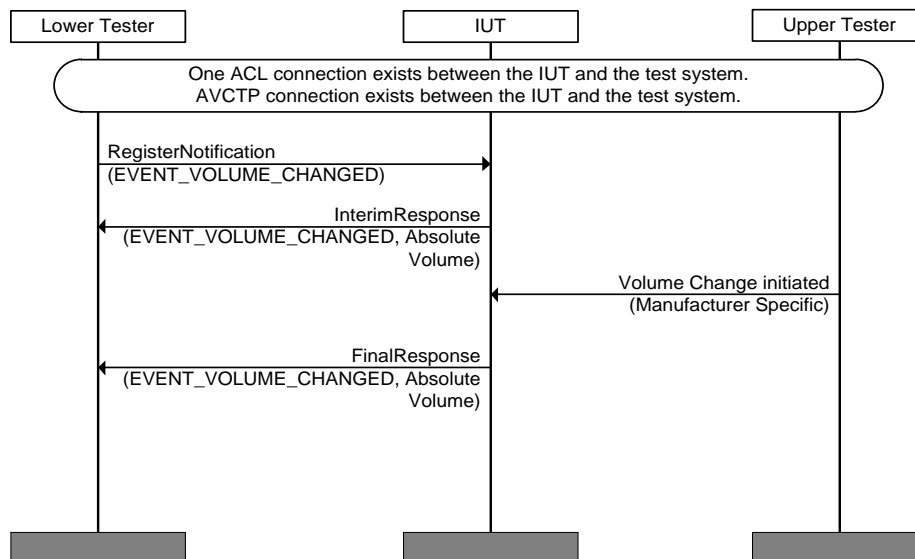 Lower Tester
IUT
Upper Tester
One ACL connection exists between the IUT and the test system.
AVCTP connection exists between the IUT and the test system.
RegisterNotification
(EVENT_VOLUME_CHANGED)
InterimResponse
(EVENT_VOLUME_CHANGED, Absolute
Volume)
Volume Change initiated
(Manufacturer Specific)
FinalResponse
(EVENT_VOLUME_CHANGED, Absolute
Volume)